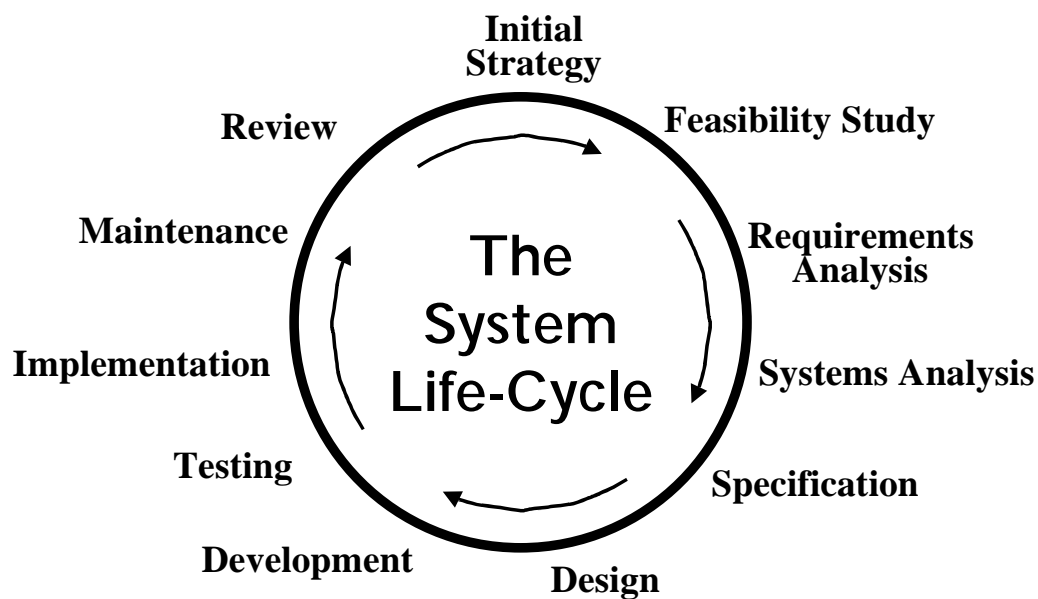 Initial
Strategy
Feasibility Study
Requirements
Analysis
Systems Analysis
Specification
Design
Development
Testing
Implementation
Maintenance
Review
The
System
Life-Cycle